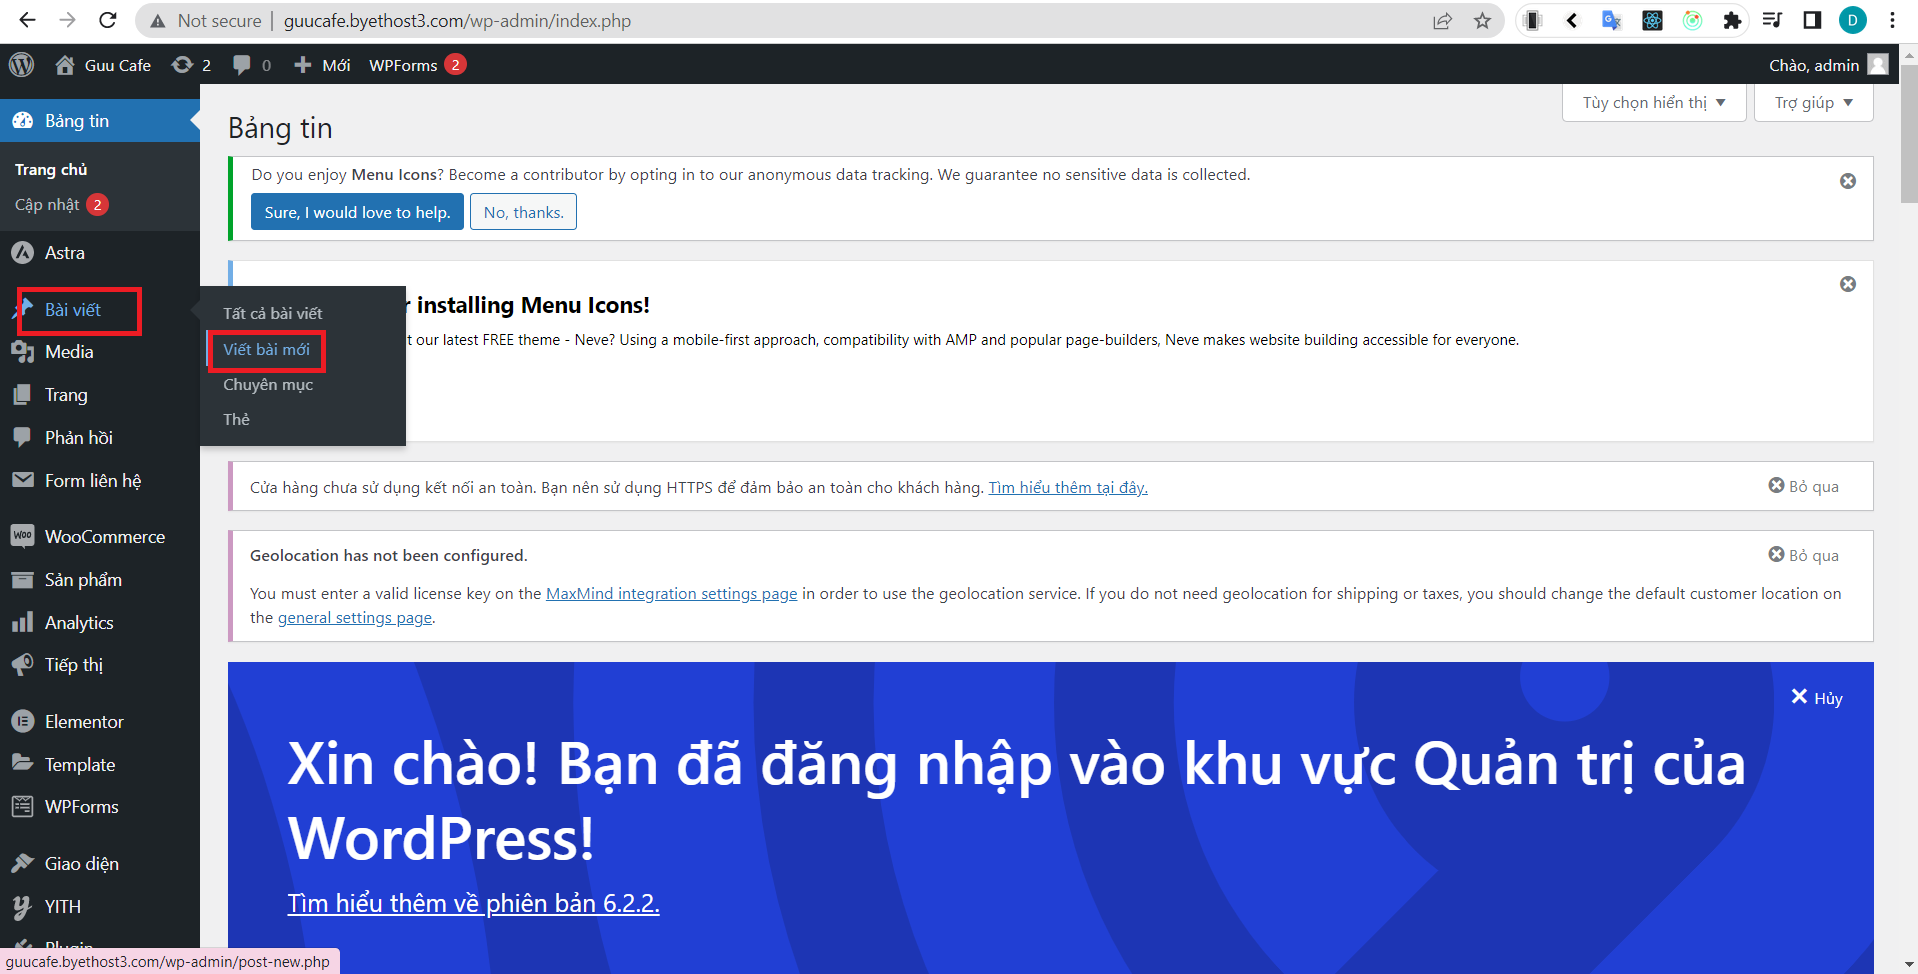 Not secure | guucafe.byethost3.com/wp-admin/index.php
D
Guu Cafe 2 0 Mới WPForms 2
Chào, admin
Bảng tin
Trang chủ
Cập nhật 2
Astra
Bài viết
Media
Trang
Phản hồi
Form liên hệ
WooCommerce
Sản phẩm
Analytics
Tiếp thị
Elementor
Template
WPForms
Giao diện
YITH
Plugin
Tất cả bài viết
Viết bài mới
Chuyên mục
Thẻ
Tùy chọn hiển thị ▼
Trợ giúp ▼
Bảng tin
Do you enjoy Menu Icons? Become a contributor by opting in to our anonymous data tracking. We guarantee no sensitive data is collected.
Sure, I would love to help.
No, thanks.
r installing Menu Icons!
t our latest FREE theme - Neve? Using a mobile-first approach, compatibility with AMP and popular page-builders, Neve makes website building accessible for everyone.
Cửa hàng chưa sử dụng kết nối an toàn. Bạn nên sử dụng HTTPS để đảm bảo an toàn cho khách hàng. Tìm hiểu thêm tại đây.
Bỏ qua
Geolocation has not been configured.
Bỏ qua
You must enter a valid license key on the MaxMind integration settings page in order to use the geolocation service. If you do not need geolocation for shipping or taxes, you should change the default customer location on
the general settings page.
Hủy
Xin chào! Bạn đã đăng nhập vào khu vực Quản trị của
WordPress!
Tìm hiểu thêm về phiên bản 6.2.2.
guucafe.byethost3.com/wp-admin/post-new.php